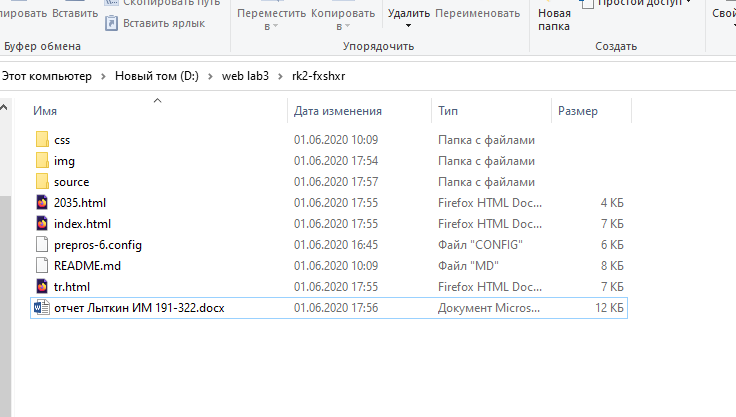 Скопировать путь
Вставить
Переместить в
Копировать в
Удалить
Переименовать
Новая папка
Простой доступ
Вставить ярлык
Буфер обмена
Упорядочить
Создать
Этот компьютер > Новый том (D:) > web lab3 > rk2-fxshxr
Имя Дата изменения Тип Размер
css 01.06.2020 10:09 Папка с файлами
img 01.06.2020 17:54 Папка с файлами
source 01.06.2020 17:57 Папка с файлами
2035.html 01.06.2020 17:55 Firefox HTML Doc... 4 КБ
index.html 01.06.2020 17:55 Firefox HTML Doc... 7 КБ
prepros-6.config 01.06.2020 16:45 Файл "CONFIG" 6 КБ
README.md 01.06.2020 10:09 Файл "MD" 8 КБ
tr.html 01.06.2020 17:55 Firefox HTML Doc... 7 КБ
отчет Лыткин ИМ 191-322.docx 01.06.2020 17:56 Документ Micros... 12 КБ